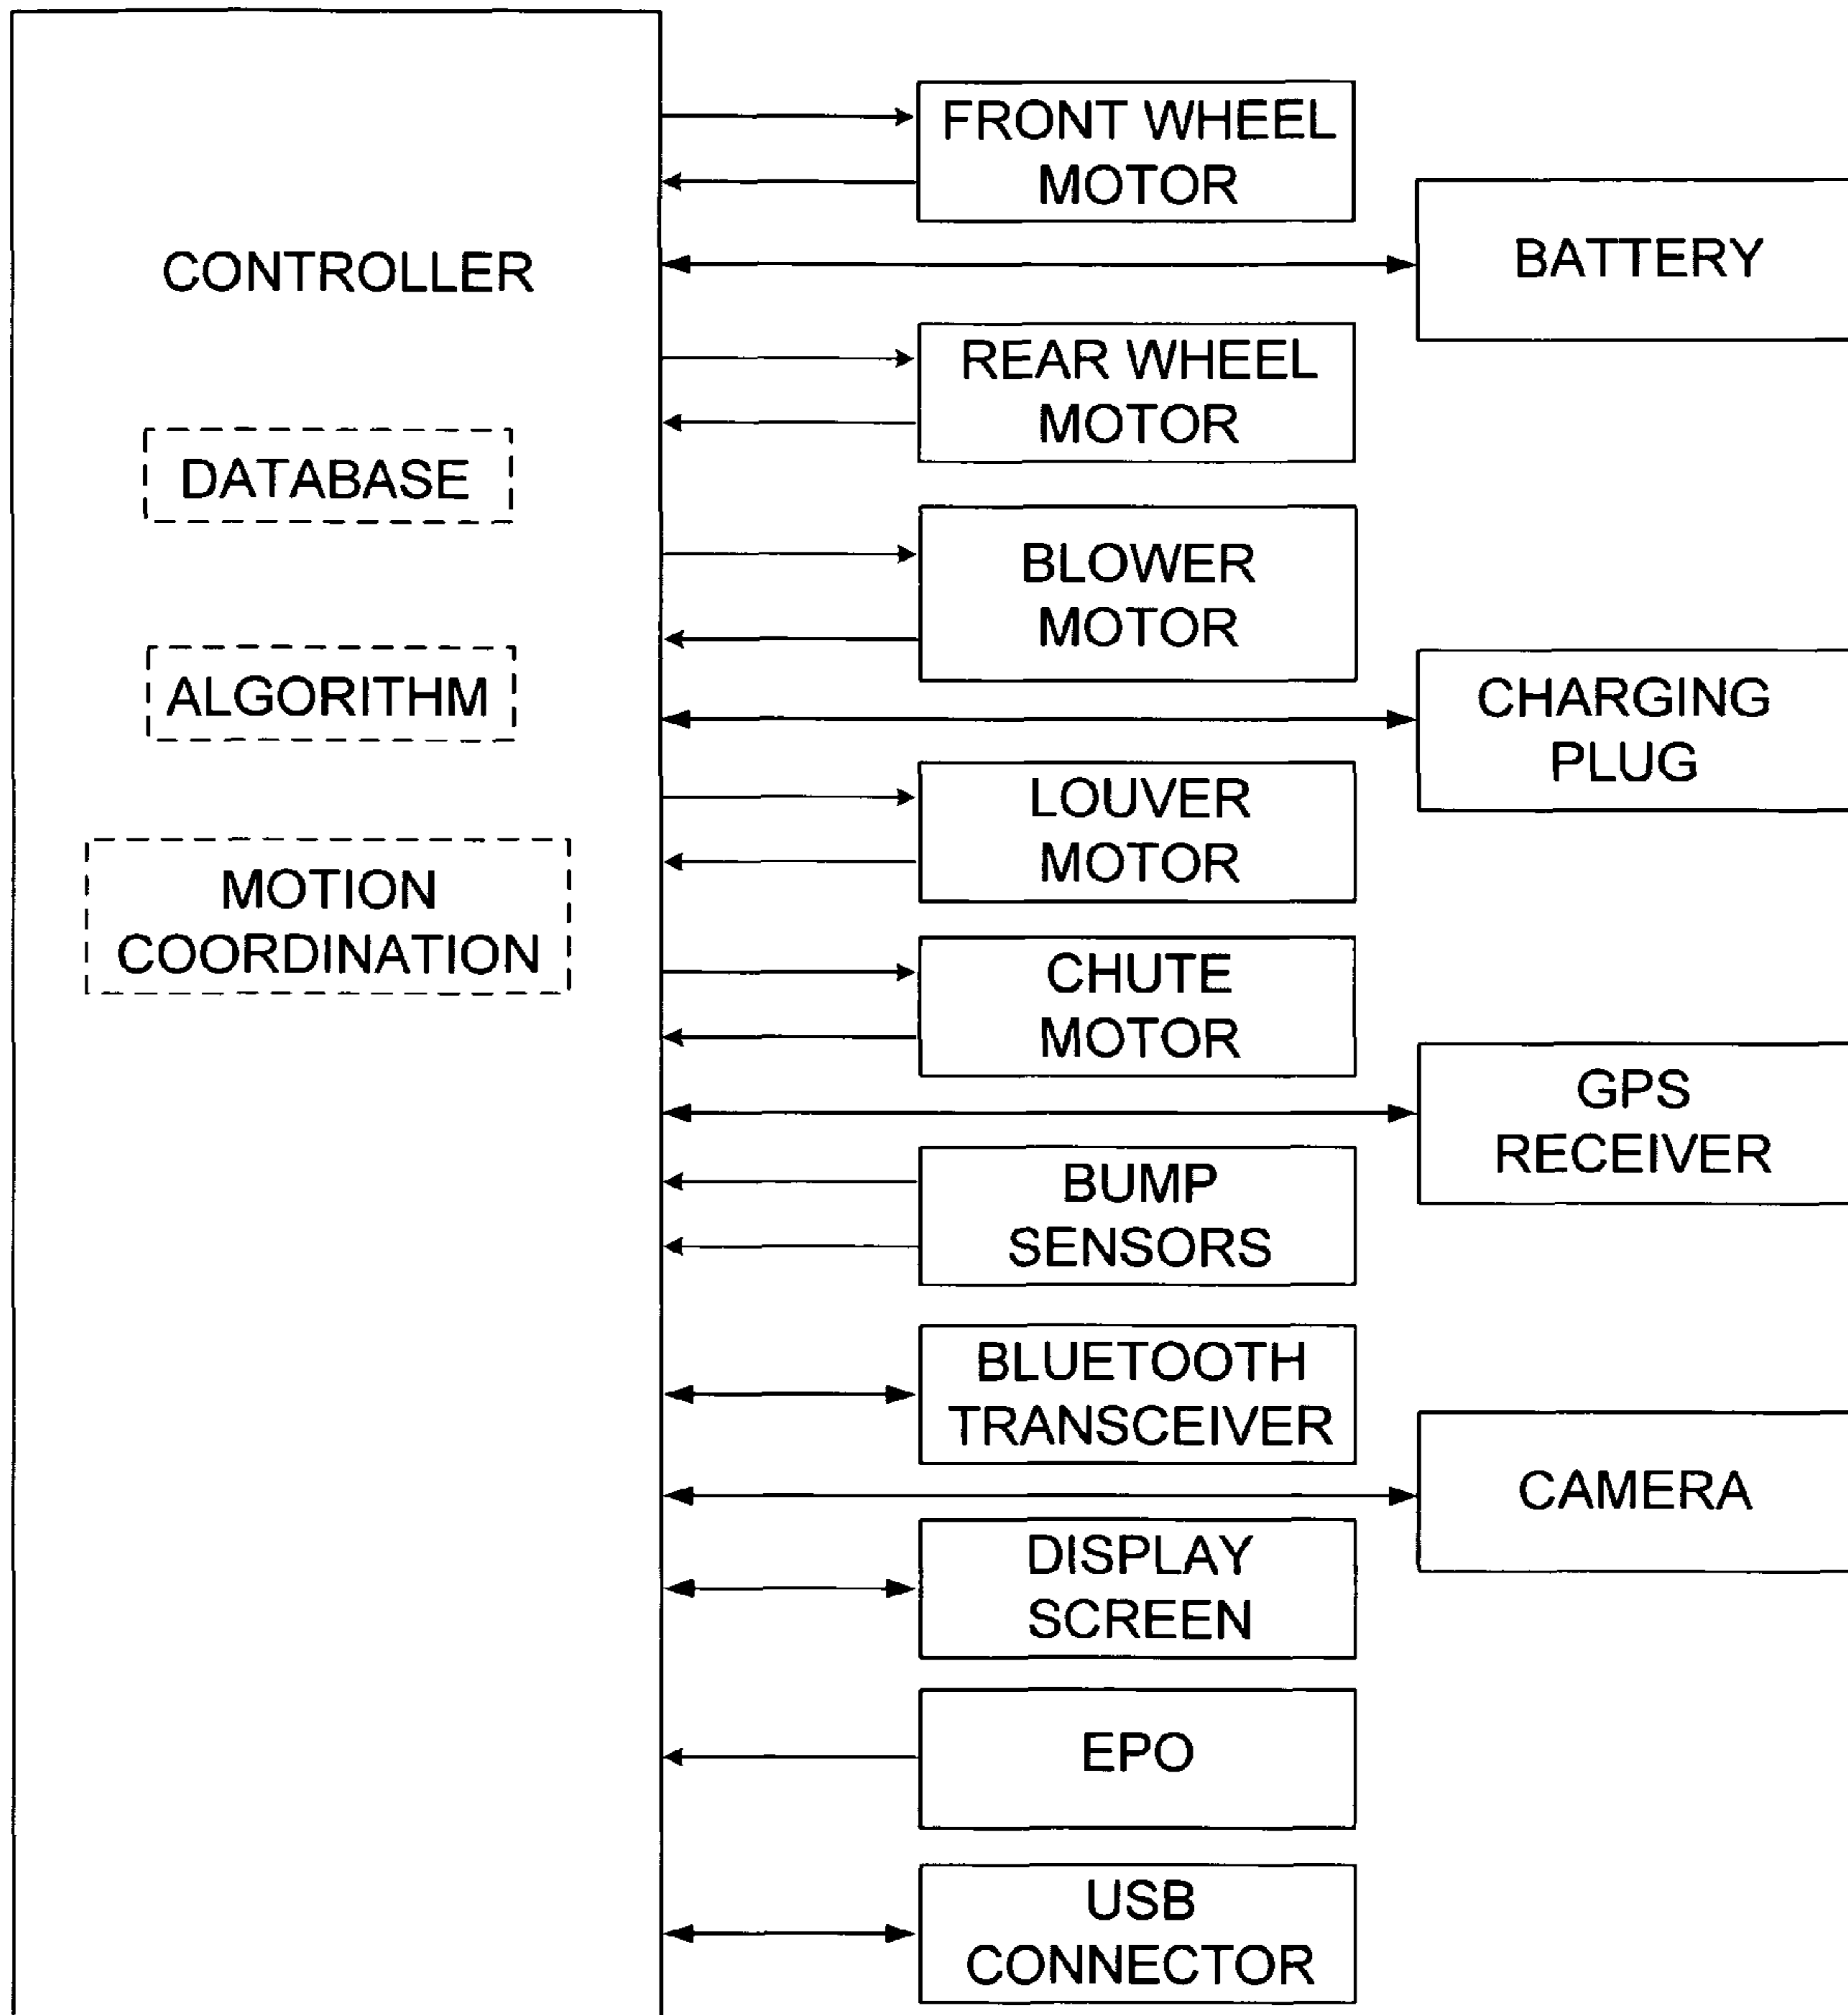 CONTROLLER
DATABASE
ALGORITHM
MOTION
COORDINATION
FRONT WHEEL
MOTOR
BATTERY
REAR WHEEL
MOTOR
BLOWER
MOTOR
CHARGING
PLUG
LOUVER
MOTOR
CHUTE
MOTOR
GPS
RECEIVER
BUMP
SENSORS
BLUETOOTH
TRANSCEIVER
CAMERA
DISPLAY
SCREEN
EPO
USB
CONNECTOR